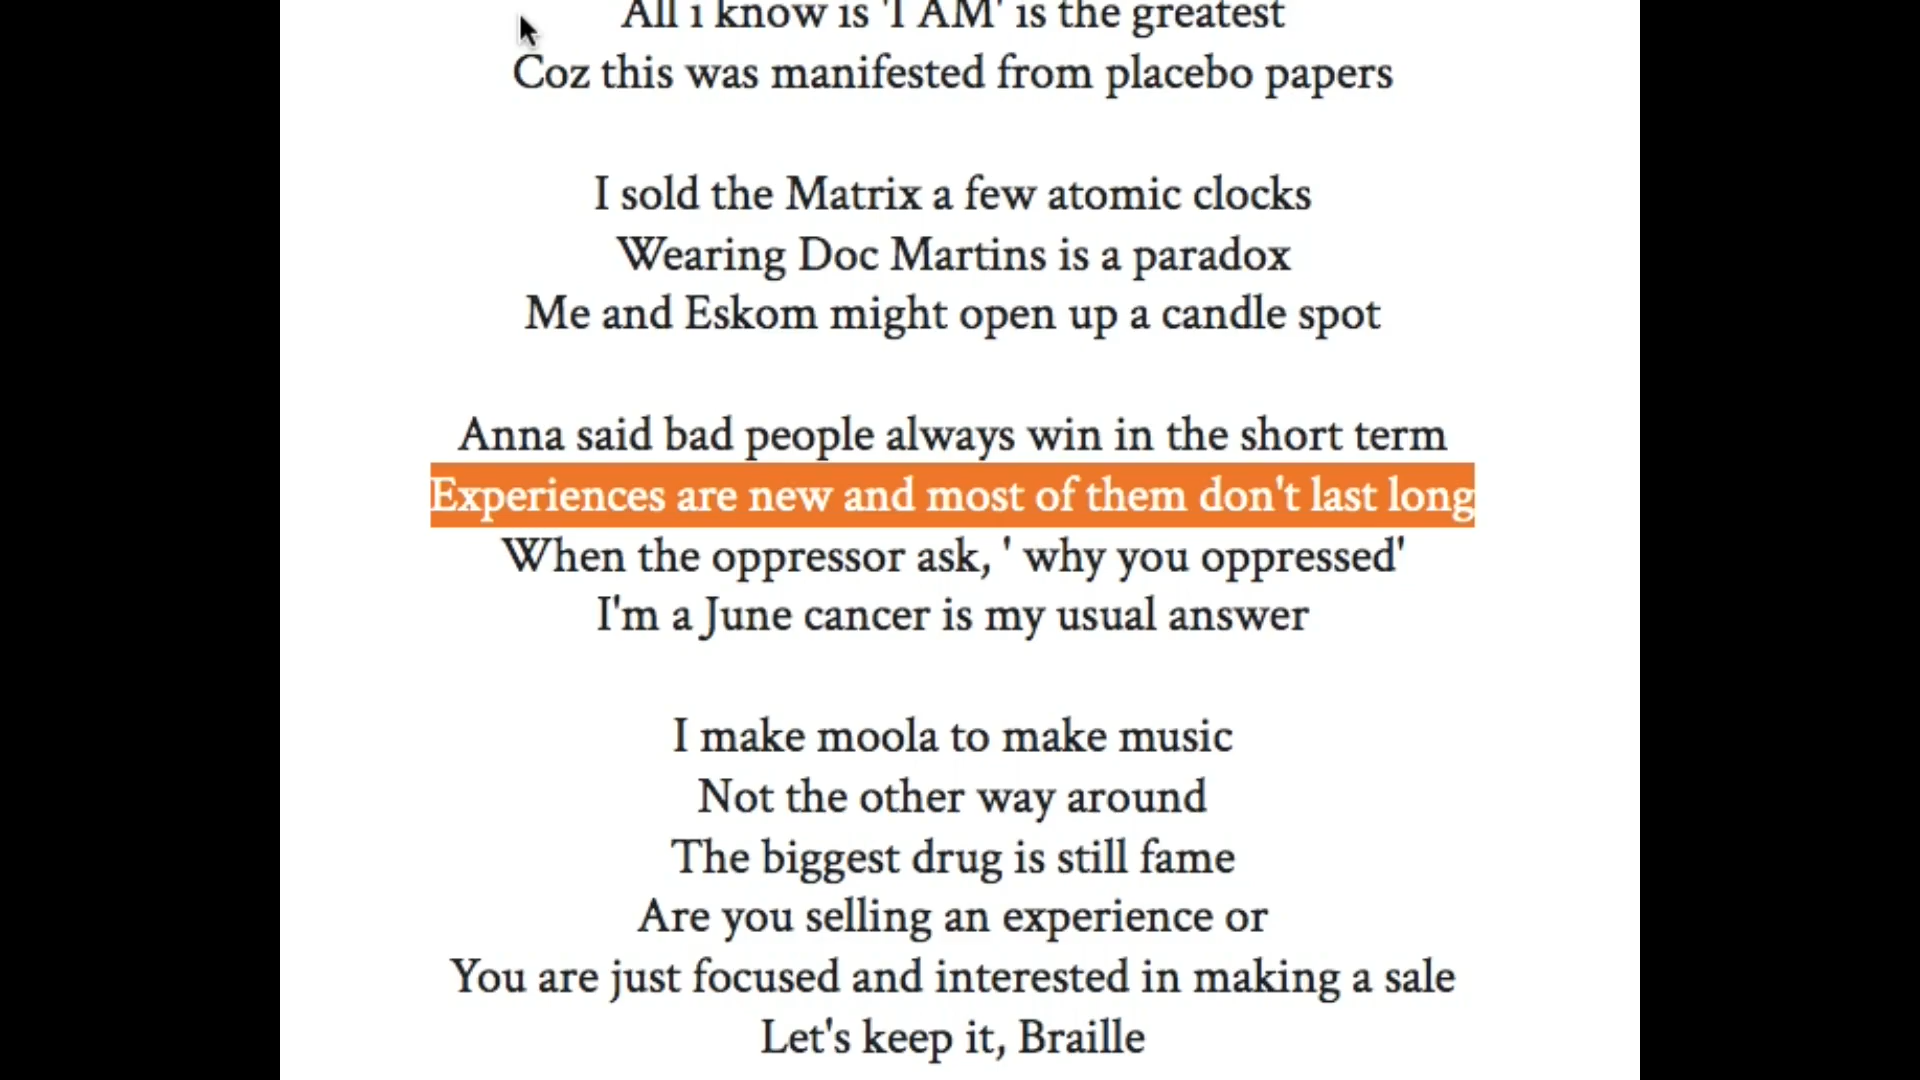 All i know is 'I AM' is the greatest
Coz this was manifested from placebo papers
I sold the Matrix a few atomic clocks
Wearing Doc Martins is a paradox
Me and Eskom might open up a candle spot
Anna said bad people always win in the short term
Experiences are new and most of them don't last long
When the oppressor ask, ' why you oppressed'
I'm a June cancer is my usual answer
I make moola to make music
Not the other way around
The biggest drug is still fame
Are you selling an experience or
You are just focused and interested in making a sale
Let's keep it, Braille